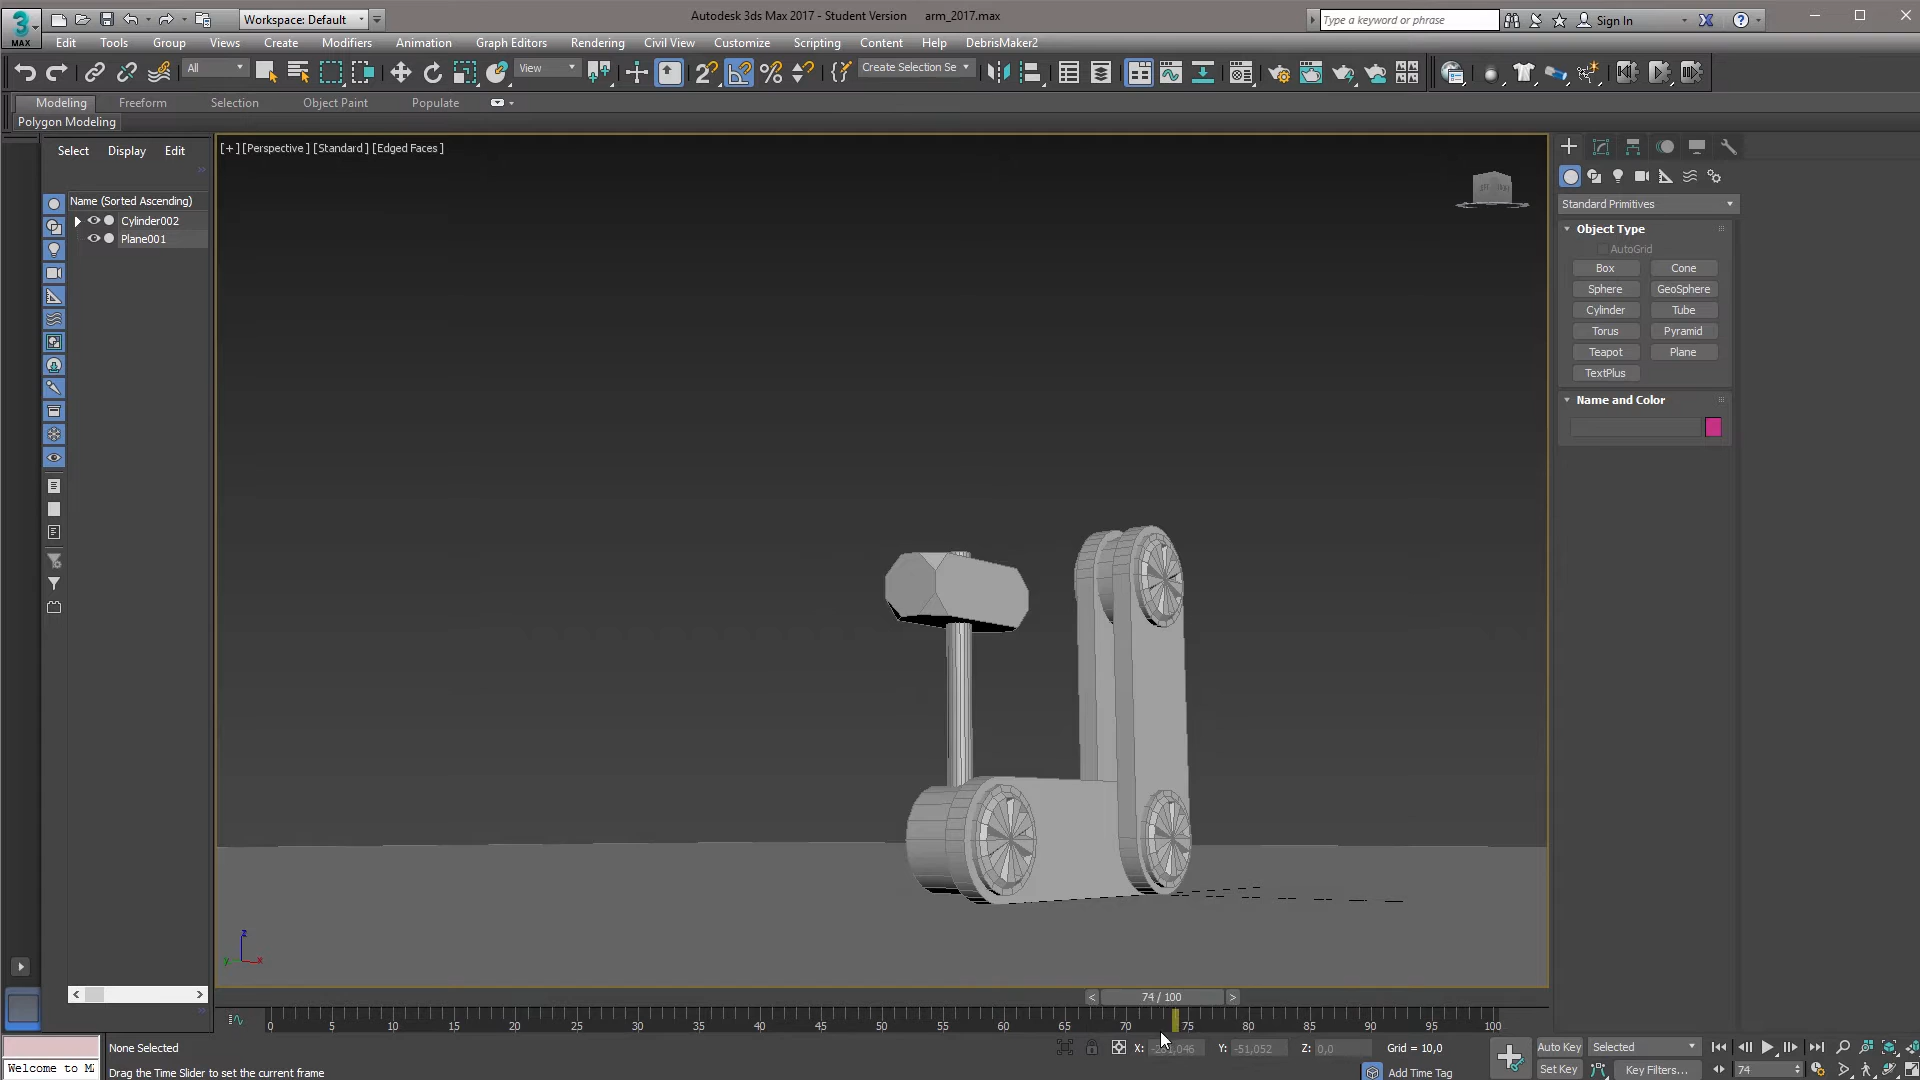 Workspace: Default
Autodesk 3ds Max 2017 - Student Version arm_2017.max
Type a keyword or phrase
Sign In
MAX
Edit Tools Group Views Create Modifiers Animation Graph Editors Rendering Civil View Customize Scripting Content Help DebrisMaker2
All
View
Create Selection Se
Modeling Freeform Selection Object Paint Populate
Polygon Modeling
Select Display Edit
[+] [Perspective ] [Standard ] [Edged Faces ]
Name (Sorted Ascending)
Cylinder002
Plane001
Standard Primitives
Object Type
AutoGrid
Box Cone
Sphere GeoSphere
Cylinder Tube
Torus Pyramid
Teapot Plane
TextPlus
Name and Color
z
y x
< 74 / 100 >
0 5 10 15 20 25 30 35 40 45 50 55 60 65 70 75 80 85 90 95 100
None Selected
X: Y: -51,052 Z: 0,0 Grid = 10,0
Auto Key Selected
Welcome to M
Drag the Time Slider to set the current frame
Add Time Tag
Set Key Key Filters... 74